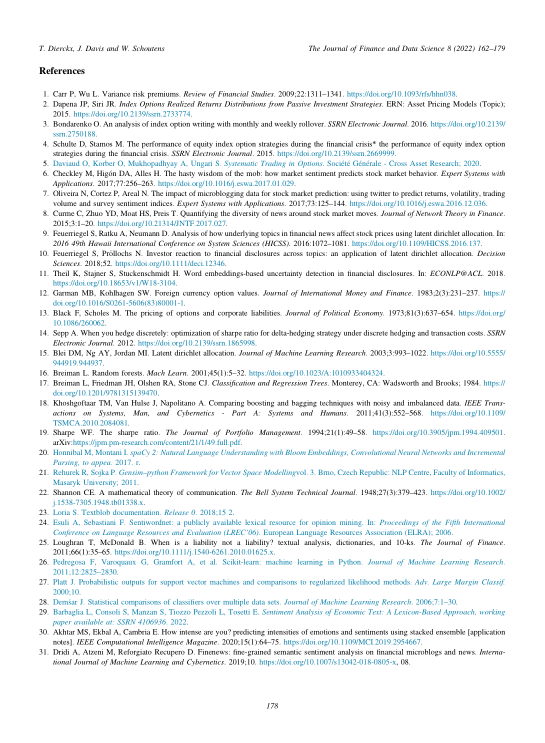 T. Diercks, J. Davis and W. Schoutens The Journal of Finance and Data Science 8 (2022) 162–179
References
1. Carr P, Wu L. Variance risk premiums. Review of Financial Studies. 2009;22:1311–1341. https://doi.org/10.1093/rfs/hhn038.
2. Dapena JP, Siri JR. Index Options Realized Returns Distributions from Passive Investment Strategies. ERN: Asset Pricing Models (Topic);
2015. https://doi.org/10.2139/ssrn.2733774.
3. Bondarenko O. An analysis of index option writing with monthly and weekly rollover. SSRN Electronic Journal. 2016. https://doi.org/10.2139/
ssrn.2750188.
4. Schulte D, Stamos M. The performance of equity index option strategies during the financial crisis* the performance of equity index option
strategies during the financial crisis. SSRN Electronic Journal. 2015. https://doi.org/10.2139/ssrn.2669999.
5. Daviaud O, Korber O, Mukhopadhyay A, Ungari S. Systematic Trading in Options. Société Générale - Cross Asset Research; 2020.
6. Checkley M, Higón DA, Alles H. The hasty wisdom of the mob: how market sentiment predicts stock market behavior. Expert Systems with
Applications. 2017;77:256–263. https://doi.org/10.1016/j.eswa.2017.01.029.
7. Oliveira N, Cortez P, Areal N. The impact of microblogging data for stock market prediction: using twitter to predict returns, volatility, trading
volume and survey sentiment indices. Expert Systems with Applications. 2017;73:125–144. https://doi.org/10.1016/j.eswa.2016.12.036.
8. Curme C, Zhuo YD, Moat HS, Preis T. Quantifying the diversity of news around stock market moves. Journal of Network Theory in Finance.
2015;3:1–20. https://doi.org/10.21314/JNTF.2017.027.
9. Feuerriegel S, Ratku A, Neumann D. Analysis of how underlying topics in financial news affect stock prices using latent dirichlet allocation. In:
2016 49th Hawaii International Conference on System Sciences (HICSS). 2016:1072–1081. https://doi.org/10.1109/HICSS.2016.137.
10. Feuerriegel S, Pröllochs N. Investor reaction to financial disclosures across topics: an application of latent dirichlet allocation. Decision
Sciences. 2018;52. https://doi.org/10.1111/deci.12346.
11. Theil K, Stajner S, Stuckenschmidt H. Word embeddings-based uncertainty detection in financial disclosures. In: ECONLP@ACL. 2018.
https://doi.org/10.18653/v1/W18-3104.
12. Garman MB, Kohlhagen SW. Foreign currency option values. Journal of International Money and Finance. 1983;2(3):231–237. https://
doi.org/10.1016/S0261-5606(83)80001-1.
13. Black F, Scholes M. The pricing of options and corporate liabilities. Journal of Political Economy. 1973;81(3):637–654. https://doi.org/
10.1086/260062.
14. Sepp A. When you hedge discretely: optimization of sharpe ratio for delta-hedging strategy under discrete hedging and transaction costs. SSRN
Electronic Journal. 2012. https://doi.org/10.2139/ssrn.1865998.
15. Blei DM, Ng AY, Jordan MI. Latent dirichlet allocation. Journal of Machine Learning Research. 2003;3:993–1022. https://doi.org/10.5555/
944919.944937.
16. Breiman L. Random forests. Mach Learn. 2001;45(1):5–32. https://doi.org/10.1023/A:1010933404324.
17. Breiman L, Friedman JH, Olshen RA, Stone CJ. Classification and Regression Trees. Monterey, CA: Wadsworth and Brooks; 1984. https://
doi.org/10.1201/9781315139470.
18. Khoshgoftaar TM, Van Hulse J, Napolitano A. Comparing boosting and bagging techniques with noisy and imbalanced data. IEEE Trans-
actions on Systems, Man, and Cybernetics - Part A: Systems and Humans. 2011;41(3):552–568. https://doi.org/10.1109/
TSMCA.2010.2084081.
19. Sharpe WF. The sharpe ratio. The Journal of Portfolio Management. 1994;21(1):49–58. https://doi.org/10.3905/jpm.1994.409501.
arXiv:https://jpm.pm-research.com/content/21/1/49.full.pdf.
20. Honnibal M, Montani I. spaCy 2: Natural Language Understanding with Bloom Embeddings, Convolutional Neural Networks and Incremental
Parsing, to appea. 2017. r.
21. Rehurek R, Sojka P. Gensim–python Framework for Vector Space Modellingvol. 3. Brno, Czech Republic: NLP Centre, Faculty of Informatics,
Masaryk University; 2011.
22. Shannon CE. A mathematical theory of communication. The Bell System Technical Journal. 1948;27(3):379–423. https://doi.org/10.1002/
j.1538-7305.1948.tb01338.x.
23. Loria S. Textblob documentation. Release 0. 2018;15 2.
24. Esuli A, Sebastiani F. Sentiwordnet: a publicly available lexical resource for opinion mining. In: Proceedings of the Fifth International
Conference on Language Resources and Evaluation (LREC'06). European Language Resources Association (ELRA); 2006.
25. Loughran T, McDonald B. When is a liability not a liability? textual analysis, dictionaries, and 10-ks. The Journal of Finance.
2011;66(1):35–65. https://doi.org/10.1111/j.1540-6261.2010.01625.x.
26. Pedregosa F, Varoquaux G, Gramfort A, et al. Scikit-learn: machine learning in Python. Journal of Machine Learning Research.
2011;12:2825–2830.
27. Platt J. Probabilistic outputs for support vector machines and comparisons to regularized likelihood methods. Adv. Large Margin Classif.
2000;10.
28. Demšar J. Statistical comparisons of classifiers over multiple data sets. Journal of Machine Learning Research. 2006;7:1–30.
29. Barbaglia L, Consoli S, Manzan S, Tiozzo Pezzoli L, Tosetti E. Sentiment Analysis of Economic Text: A Lexicon-Based Approach, working
paper available at: SSRN 4106936. 2022.
30. Akhtar MS, Ekbal A, Cambria E. How intense are you? predicting intensities of emotions and sentiments using stacked ensemble [application
notes]. IEEE Computational Intelligence Magazine. 2020;15(1):64–75. https://doi.org/10.1109/MCI.2019.2954667.
31. Dridi A, Atzeni M, Reforgiato Recupero D. Finenews: fine-grained semantic sentiment analysis on financial microblogs and news. Interna-
tional Journal of Machine Learning and Cybernetics. 2019;10. https://doi.org/10.1007/s13042-018-0805-x, 08.
178